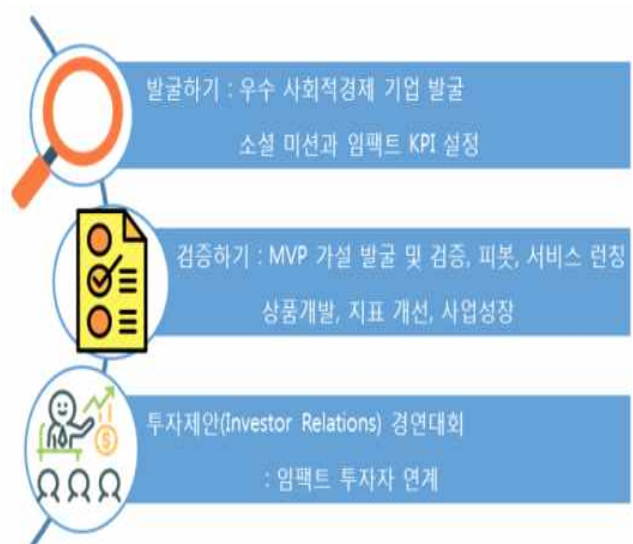 발굴하기 : 우수 사회적경제 기업 발굴
소셜 미션과 임팩트 KPI 설정
검증하기 : MVP 가설 발굴 및 검증, 피봇, 서비스 런칭
상품개발, 지표 개선, 사업성장
투자제안(Investor Relations) 경연대회
: 임팩트 투자자 연계